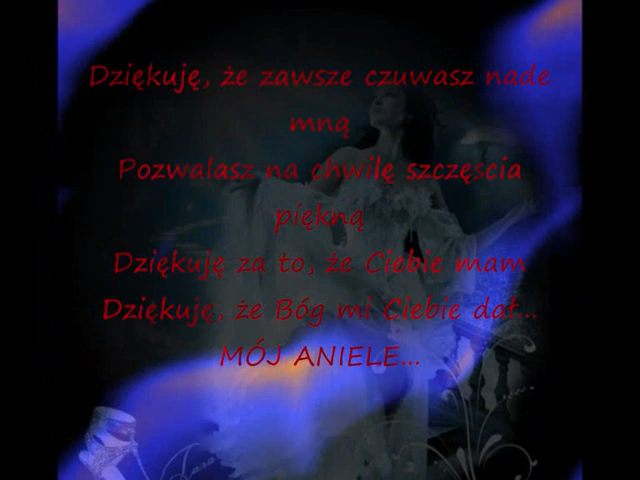 Dziękuję, że zawsze czuwasz nade
mną
Pozwalasz na chwilę szczęścia
piękną
Dziękuję za to, że Ciebie mam
Dziękuję, że Bóg mi Ciebie dał...
MÓJ ANIELE...